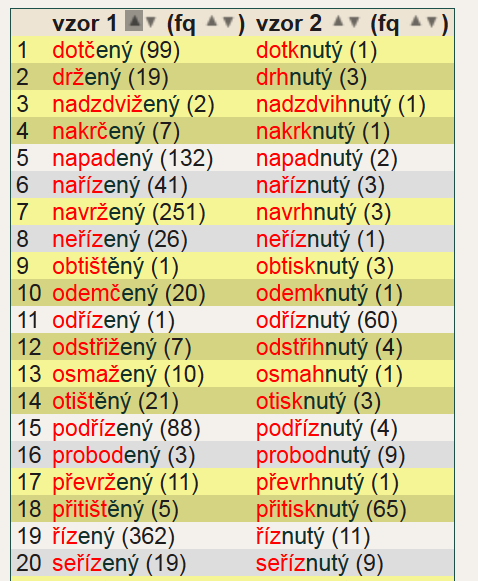 vzor 1 ▲▼ (fq ▲▼) vzor 2 ▲▼ (fq ▲▼)
1 dotčený (99) dotknutý (1)
2 držený (19) drhnutý (3)
3 nadzdvižený (2) nadzdvihnutý (1)
4 nakrčený (7) nakrknutý (1)
5 napadený (132) napadnutý (2)
6 nařízený (41) naříznutý (3)
7 navržený (251) navrhnutý (3)
8 neřízený (26) neříznutý (1)
9 obtištěný (1) obtisknutý (3)
10 odemčený (20) odemknutý (1)
11 odřízený (1) odříznutý (60)
12 odstřižený (7) odstřihnutý (4)
13 osmažený (10) osmahnutý (1)
14 otištěný (21) otisknutý (3)
15 podřízený (88) podříznutý (4)
16 probodený (3) probodnutý (9)
17 převržený (11) převrhnutý (1)
18 přitištěný (5) přitisknutý (65)
19 řízený (362) říznutý (11)
20 seřízený (19) seříznutý (9)